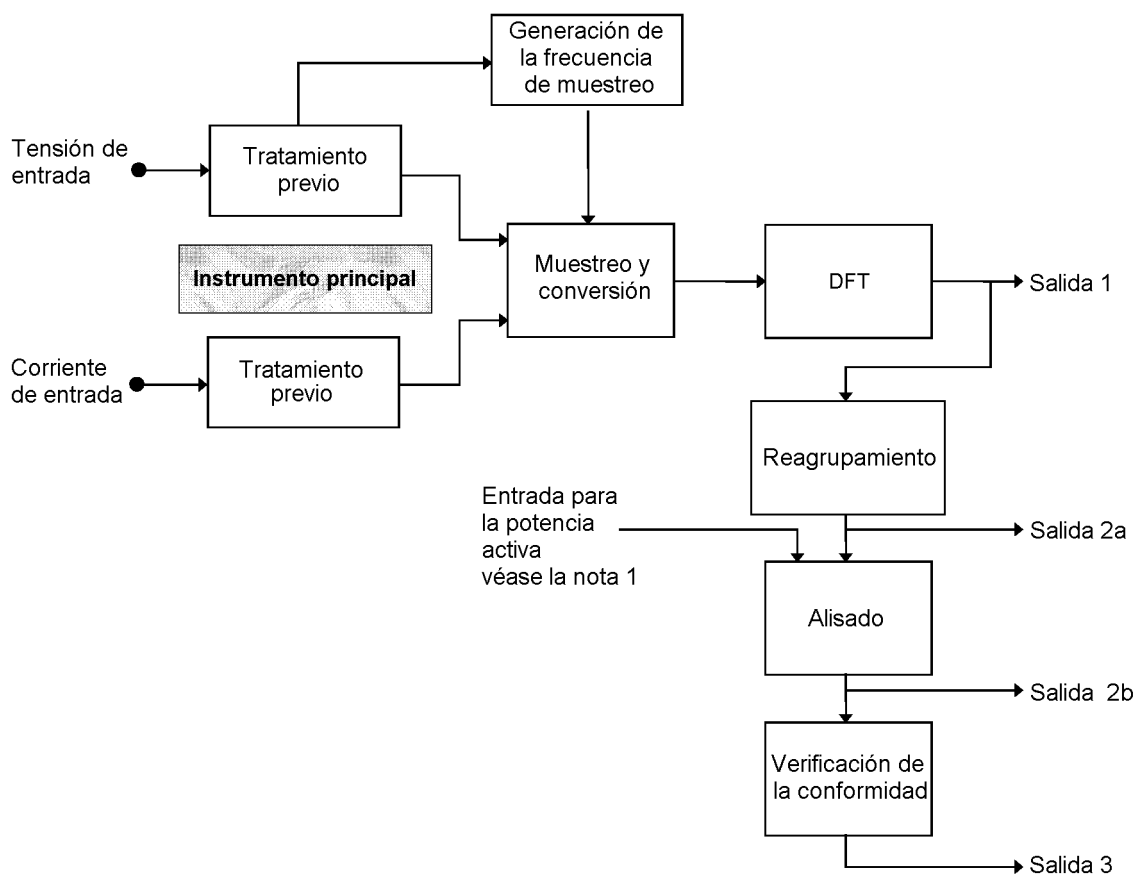 Generación de
la frecuencia
de muestreo
Tensión de
entrada
Tratamiento
previo
Instrumento principal
Muestreo y
conversión
DFT
Salida 1
Corriente
de entrada
Tratamiento
previo
Reagrupamiento
Entrada para
la potencia
activa
véase la nota 1
Salida 2a
Alisado
Salida 2b
Verificación de
la conformidad
Salida 3